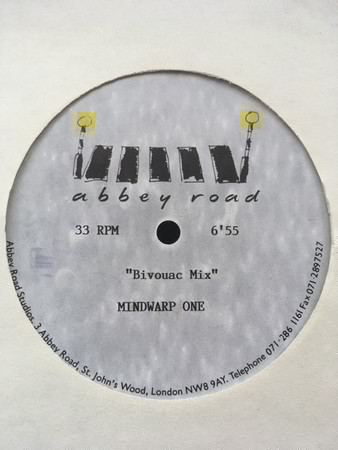 abbey road
33 RPM 6'55
"Bivouac Mix"
MINDWARP ONE
Abbey Road Studios, 3 Abbey Road, St. John's Wood, London NW8 9AY. Telephone 071-286 1161 Fax 071-2897527